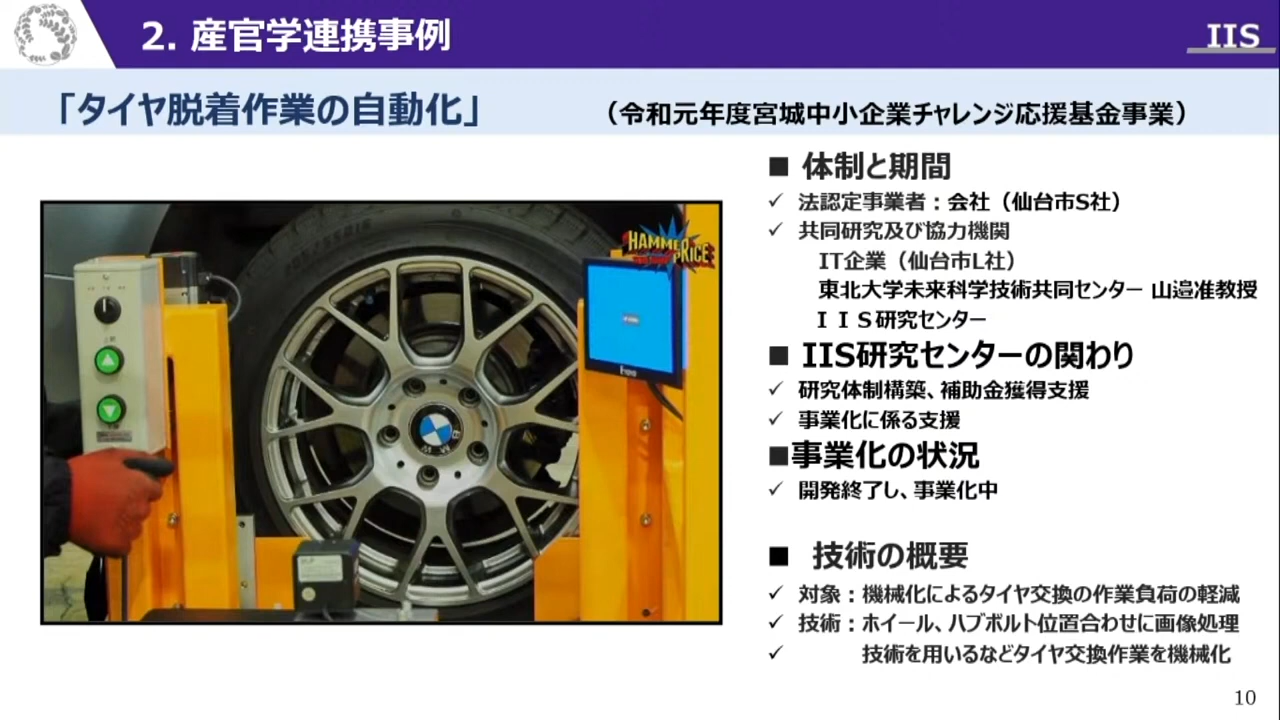 2. 産官学連携事例
IIS
「タイヤ脱着作業の自動化」
（令和元年度宮城中小企業チャレンジ応援基金事業）
HAMMER PRICE
BMW
■ 体制と期間
✓ 法認定事業者：会社（仙台市S社）
✓ 共同研究及び協力機関
IT企業（仙台市L社）
東北大学未来科学技術共同センター 山邉准教授
ＩＩＳ研究センター
■ IIS研究センターの関わり
✓ 研究体制構築、補助金獲得支援
✓ 事業化に係る支援
■事業化の状況
✓ 開発終了し、事業化中
■ 技術の概要
✓ 対象：機械化によるタイヤ交換の作業負荷の軽減
✓ 技術：ホイール、ハブボルト位置合わせに画像処理
✓ 技術を用いるなどタイヤ交換作業を機械化
10